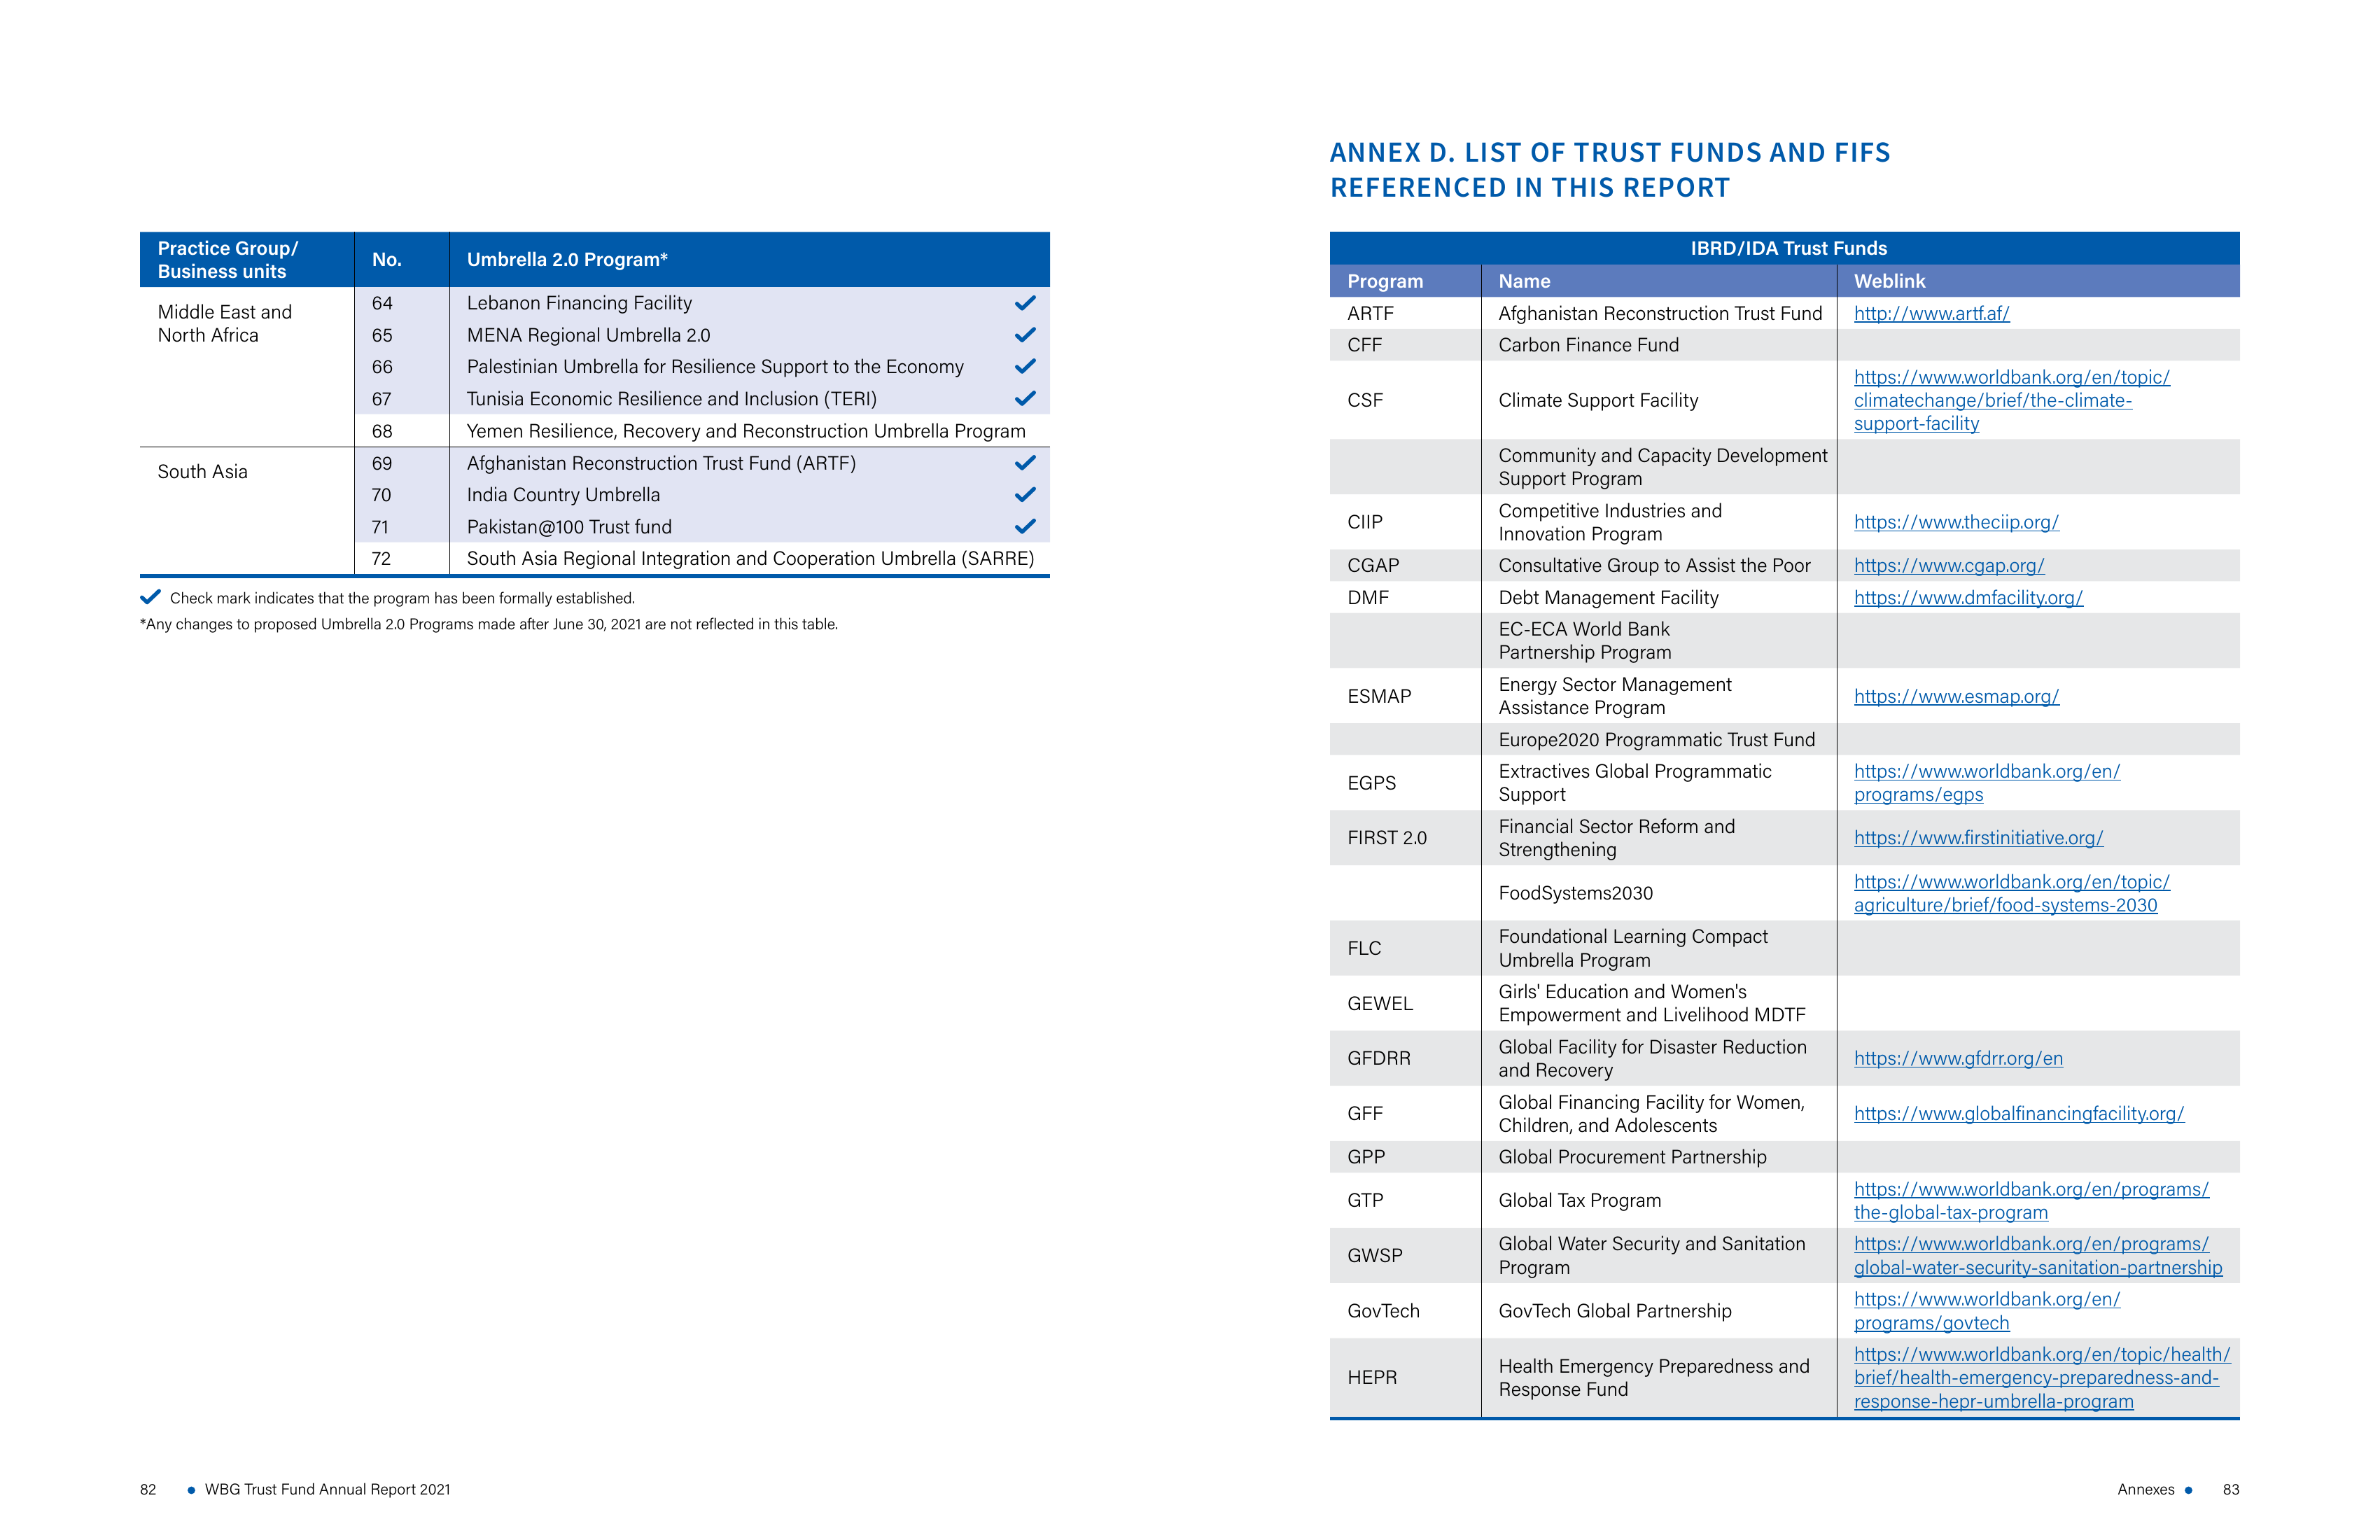 Practice Group/
Business units
No.
Umbrella 2.0 Program*
Middle East and
North Africa
64
Lebanon Financing Facility
65
MENA Regional Umbrella 2.0
66
Palestinian Umbrella for Resilience Support to the Economy
67
Tunisia Economic Resilience and Inclusion (TERI)
68
Yemen Resilience, Recovery and Reconstruction Umbrella Program
South Asia
69
Afghanistan Reconstruction Trust Fund (ARTF)
70
India Country Umbrella
71
Pakistan@100 Trust fund
72
South Asia Regional Integration and Cooperation Umbrella (SARRE)
Check mark indicates that the program has been formally established.
*Any changes to proposed Umbrella 2.0 Programs made after June 30, 2021 are not reflected in this table.
82 • WBG Trust Fund Annual Report 2021
ANNEX D. LIST OF TRUST FUNDS AND FIFS
REFERENCED IN THIS REPORT
IBRD/IDA Trust Funds
Program
Name
Weblink
ARTF
Afghanistan Reconstruction Trust Fund
http://www.artf.af/
CFF
Carbon Finance Fund
CSF
Climate Support Facility
https://www.worldbank.org/en/topic/
climatechange/brief/the-climate-
support-facility
Community and Capacity Development
Support Program
CIIP
Competitive Industries and
Innovation Program
https://www.theciip.org/
CGAP
Consultative Group to Assist the Poor
https://www.cgap.org/
DMF
Debt Management Facility
https://www.dmfacility.org/
EC-ECA World Bank
Partnership Program
ESMAP
Energy Sector Management
Assistance Program
https://www.esmap.org/
Europe2020 Programmatic Trust Fund
EGPS
Extractives Global Programmatic
Support
https://www.worldbank.org/en/
programs/egps
FIRST 2.0
Financial Sector Reform and
Strengthening
https://www.firstinitiative.org/
FoodSystems2030
https://www.worldbank.org/en/topic/
agriculture/brief/food-systems-2030
FLC
Foundational Learning Compact
Umbrella Program
GEWEL
Girls' Education and Women's
Empowerment and Livelihood MDTF
GFDRR
Global Facility for Disaster Reduction
and Recovery
https://www.gfdrr.org/en
GFF
Global Financing Facility for Women,
Children, and Adolescents
https://www.globalfinancingfacility.org/
GPP
Global Procurement Partnership
GTP
Global Tax Program
https://www.worldbank.org/en/programs/
the-global-tax-program
GWSP
Global Water Security and Sanitation
Program
https://www.worldbank.org/en/programs/
global-water-security-sanitation-partnership
GovTech
GovTech Global Partnership
https://www.worldbank.org/en/
programs/govtech
HEPR
Health Emergency Preparedness and
Response Fund
https://www.worldbank.org/en/topic/health/
brief/health-emergency-preparedness-and-
response-hepr-umbrella-program
Annexes • 83